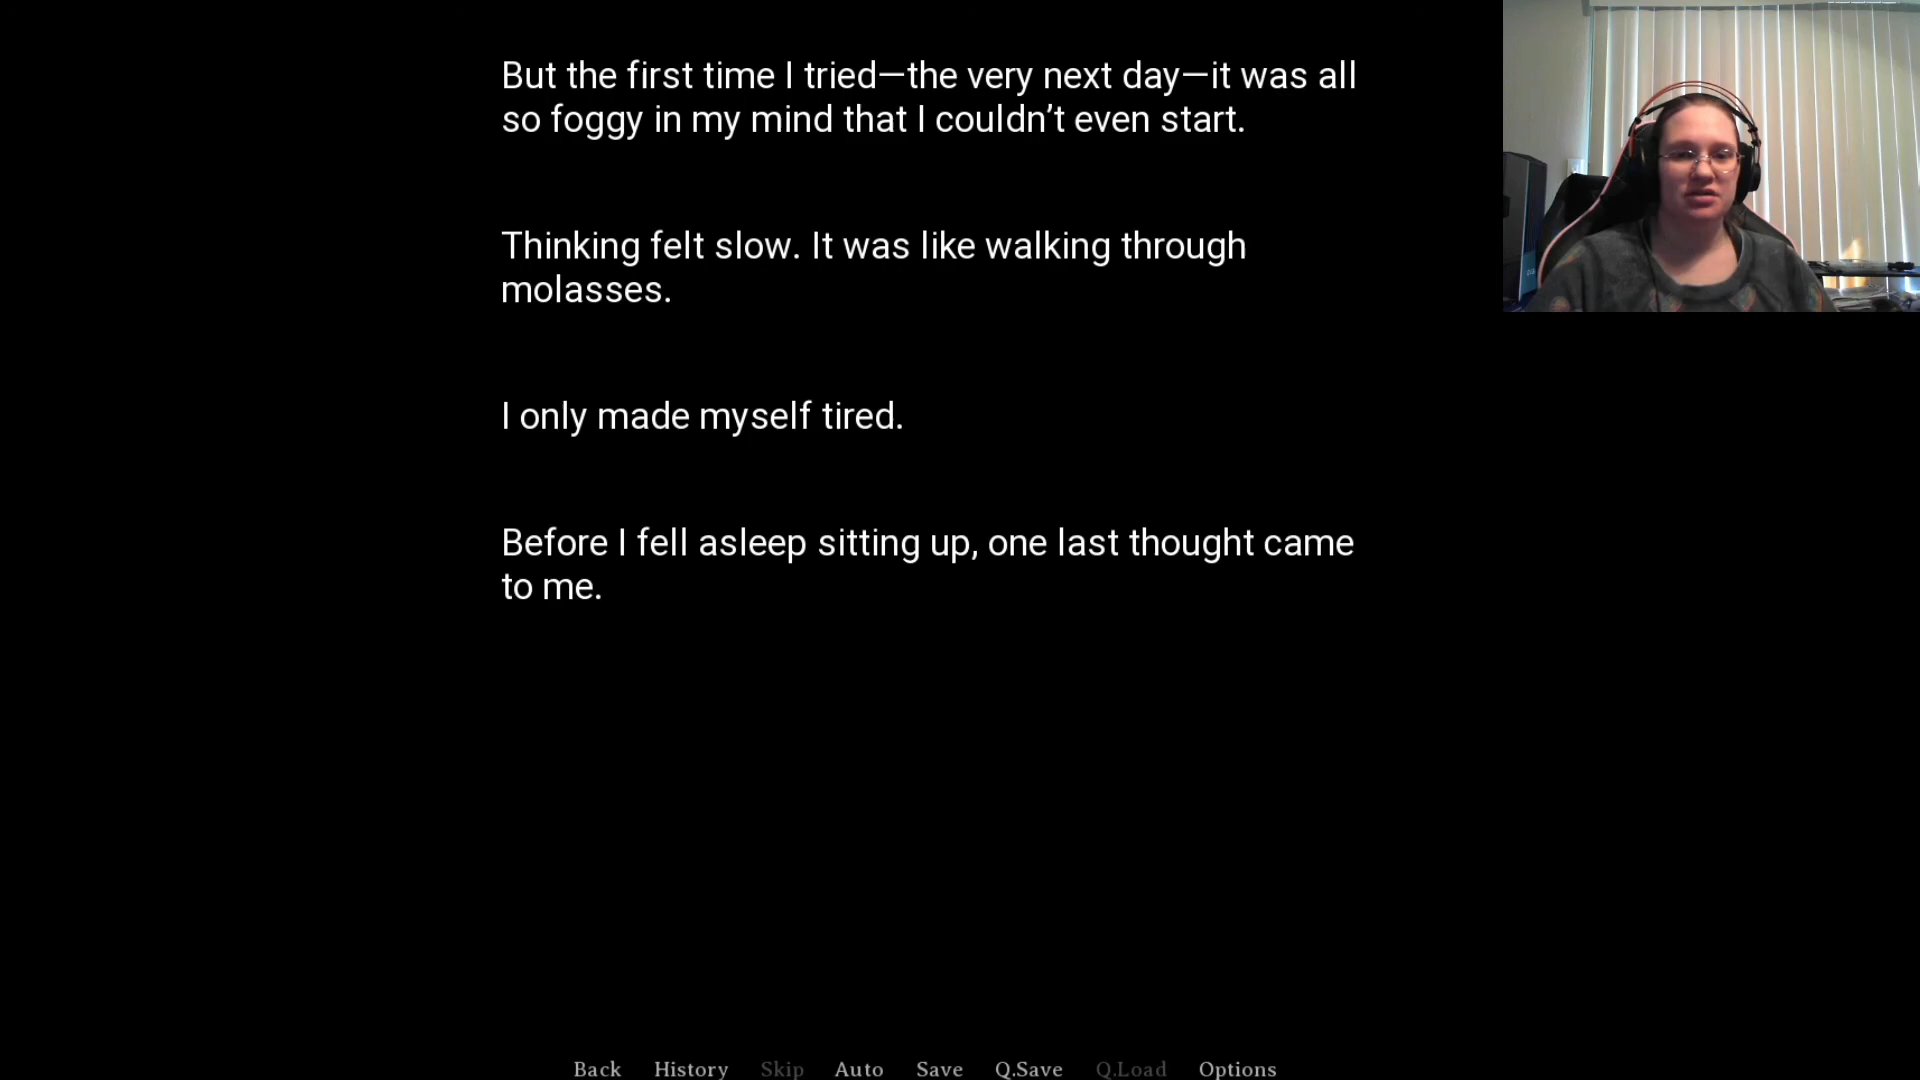 But the first time I tried—the very next day—it was all
so foggy in my mind that I couldn’t even start.
Thinking felt slow. It was like walking through
molasses.
I only made myself tired.
Before I fell asleep sitting up, one last thought came
to me.
Back History Skip Auto Save Q.Save Q.Load Options